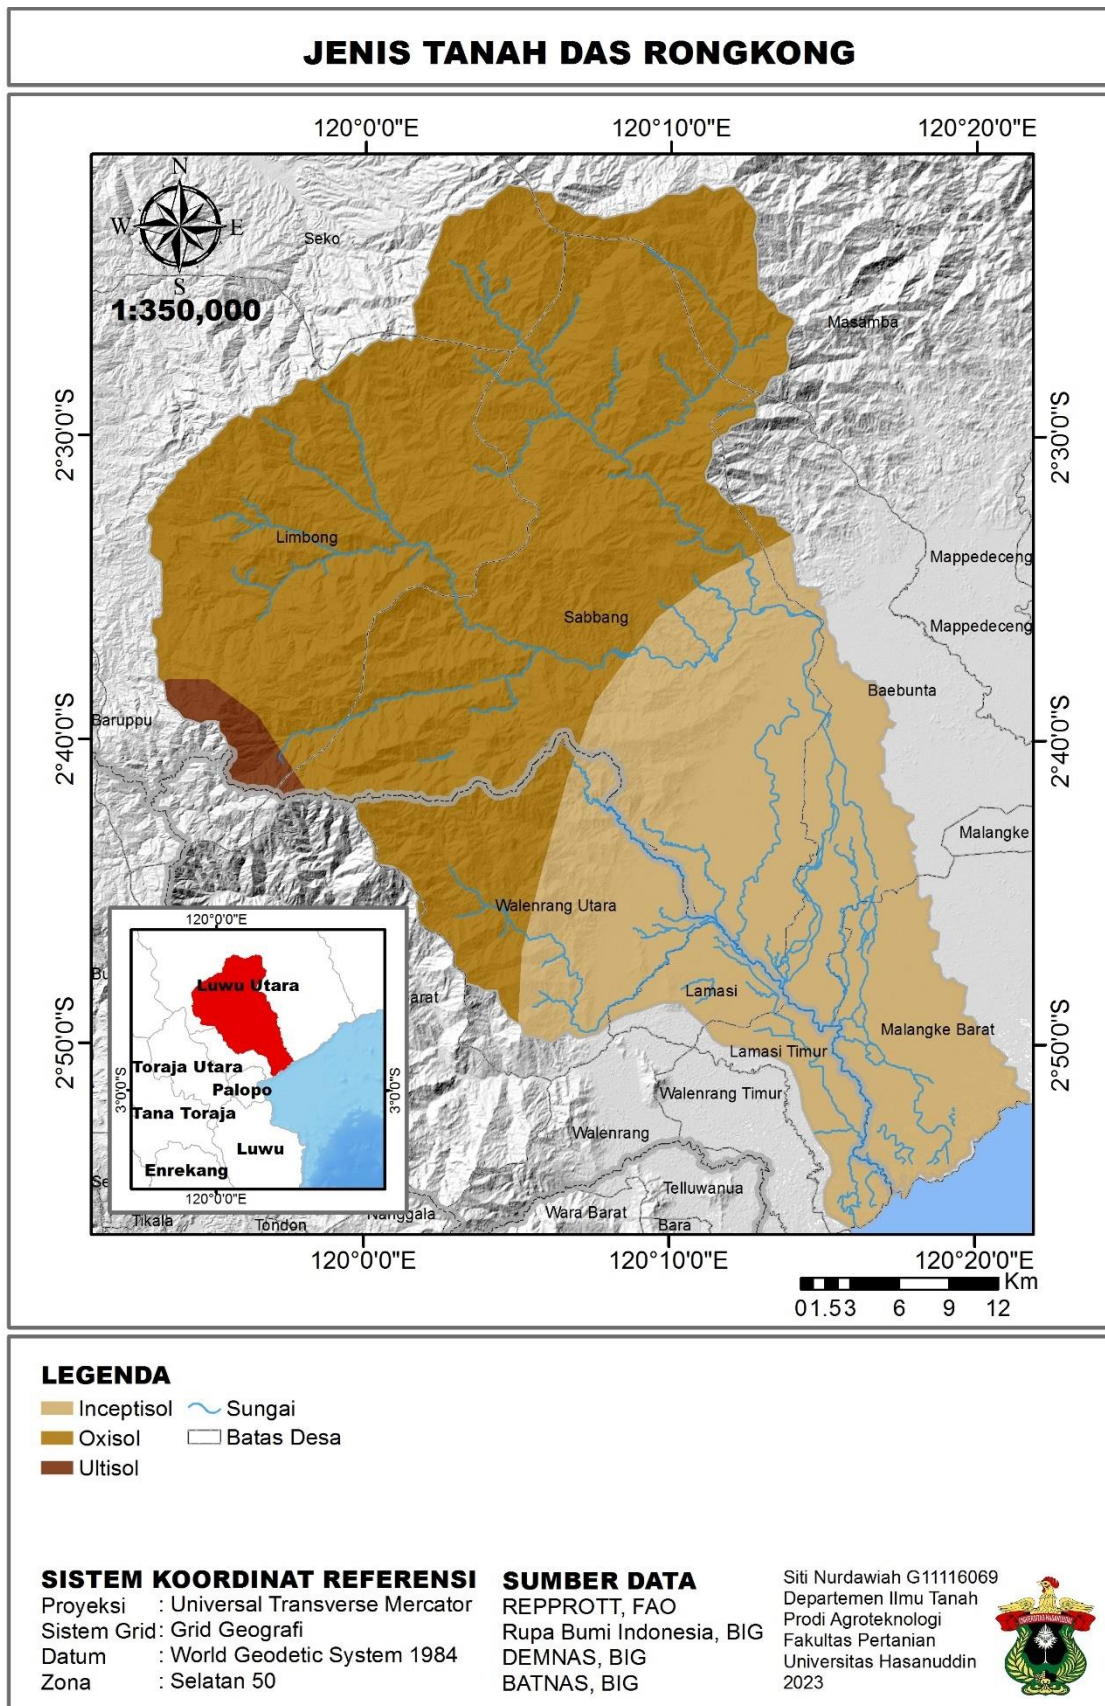 JENIS TANAH DAS RONGKONG
120°0'0"E 120°10'0"E 120°20'0"E
N
W E
S
1:350,000
Seko
Masamba
2°30'0"S 2°30'0"S
Limbong
Mappedeceng
Sabbang
Mappedeceng
Baebunta
Baruppu
2°40'0"S 2°40'0"S
Malangke
Walenrang Utara
120°0'0"E
Luwu Utara
Toraja Utara
Palopo
3°0'0"S 3°0'0"S
Tana Toraja
Luwu
Enrekang
120°0'0"E
arat
Lamasi
Malangke Barat
Lamasi Timur
2°50'0"S 2°50'0"S
Walenrang Timur
Walenrang
Telluwanua
Wara Barat
Bara
Nanggala
Tikala
Tondon
120°0'0"E 120°10'0"E 120°20'0"E
Km
0 1.5 3 6 9 12
LEGENDA
Inceptisol Sungai
Oxisol Batas Desa
Ultisol
SISTEM KOORDINAT REFERENSI
Proyeksi : Universal Transverse Mercator
Sistem Grid : Grid Geografi
Datum : World Geodetic System 1984
Zona : Selatan 50
SUMBER DATA
REPPROTT, FAO
Rupa Bumi Indonesia, BIG
DEMNAS, BIG
BATNAS, BIG
Siti Nurdawiah G11116069
Departemen Ilmu Tanah
Prodi Agroteknologi
Fakultas Pertanian
Universitas Hasanuddin
2023
UNIVERSITAS HASANUDDIN